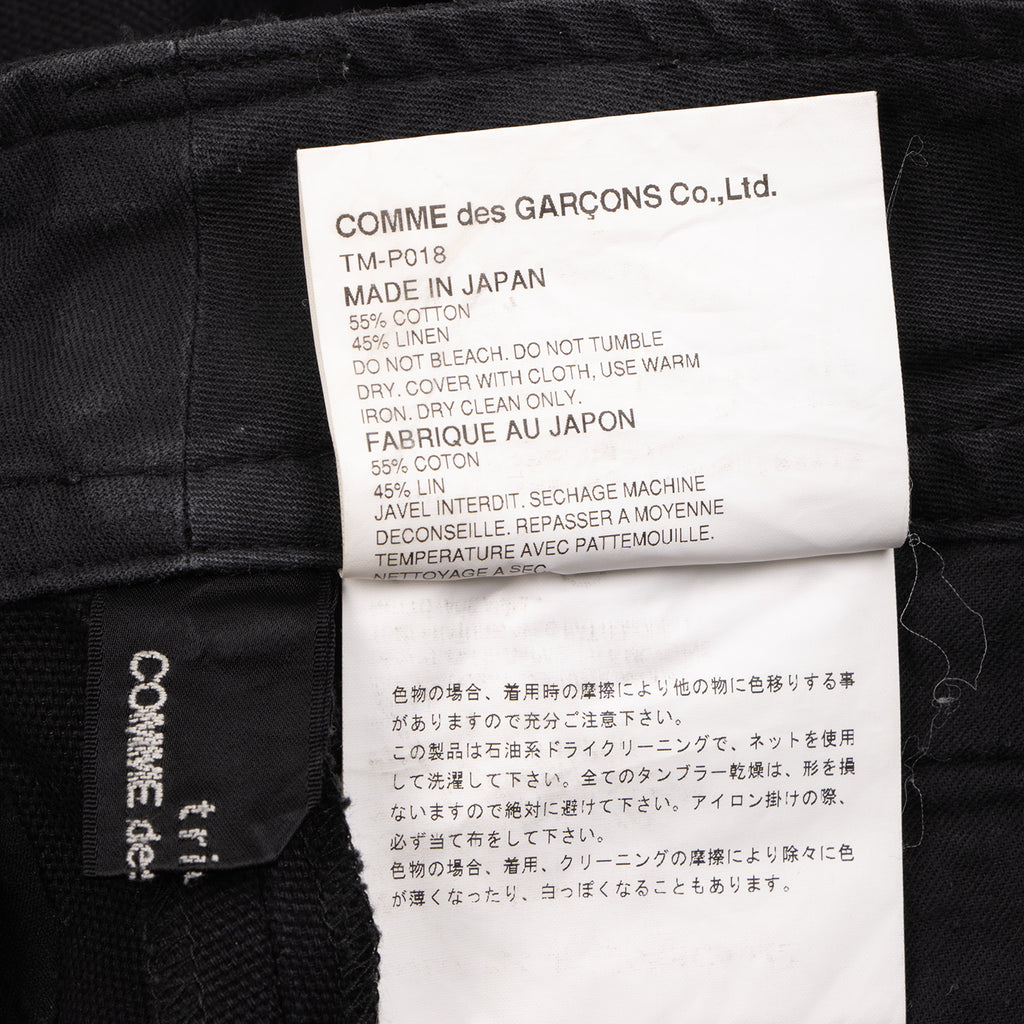 COMME des GARÇONS Co.,Ltd.
TM-P018
MADE IN JAPAN
55% COTTON
45% LINEN
DO NOT BLEACH. DO NOT TUMBLE
DRY. COVER WITH CLOTH, USE WARM
IRON. DRY CLEAN ONLY.
FABRIQUE AU JAPON
55% COTON
45% LIN
JAVEL INTERDIT. SECHAGE MACHINE
DECONSEILLE. REPASSER A MOYENNE
TEMPERATURE AVEC PATTEMOUILLE.
NETTOYAGE A SEC
色物の場合、着用時の摩擦により他の物に色移りする事
がありますので充分ご注意下さい。
この製品は石油系ドライクリーニングで、ネットを使用
して洗濯して下さい。全てのタンブラー乾燥は、形を損
ないますので絶対に避けて下さい。アイロン掛けの際、
必ず当て布をして下さい。
色物の場合、着用、クリーニングの摩擦により除々に色
が薄くなったり、白っぽくなることもあります。
COMME des